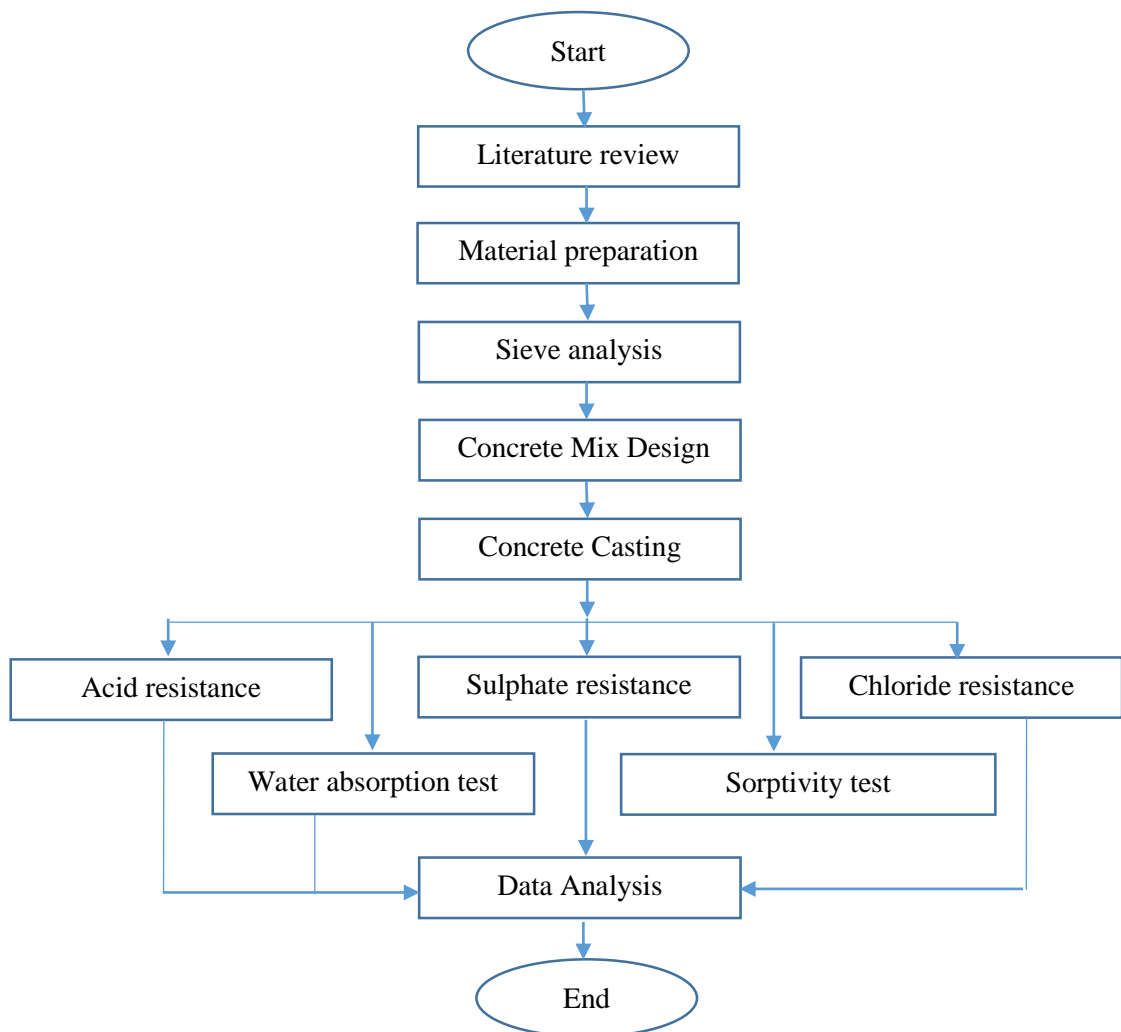 Start
Literature review
Material preparation
Sieve analysis
Concrete Mix Design
Concrete Casting
Acid resistance
Sulphate resistance
Chloride resistance
Water absorption test
Sorptivity test
Data Analysis
End